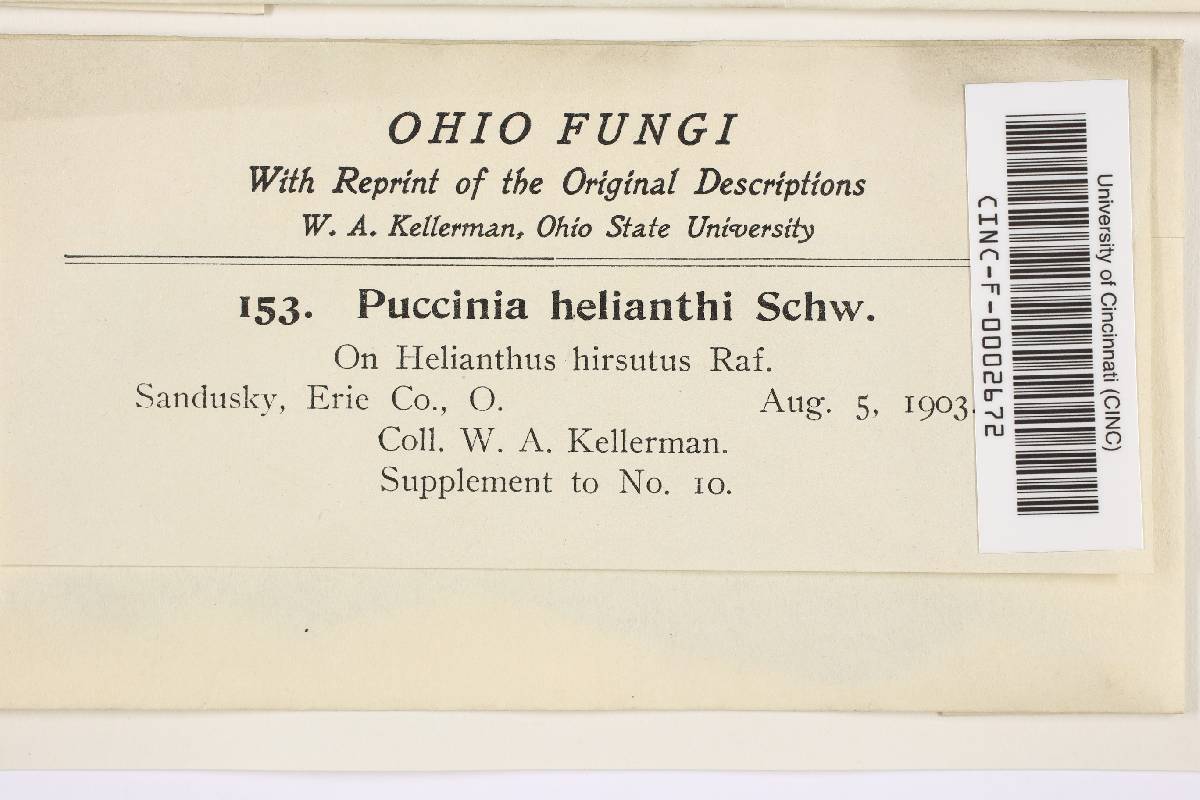 OHIO FUNGI
With Reprint of the Original Descriptions
W. A. Kellerman, Ohio State University
153. Puccinia helianthi Schw.
On Helianthus hirsutus Raf.
Sandusky, Erie Co., O. Aug. 5, 1903.
Coll. W. A. Kellerman.
Supplement to No. 10.
University of Cincinnati (CINC)
CINC-F-0002672